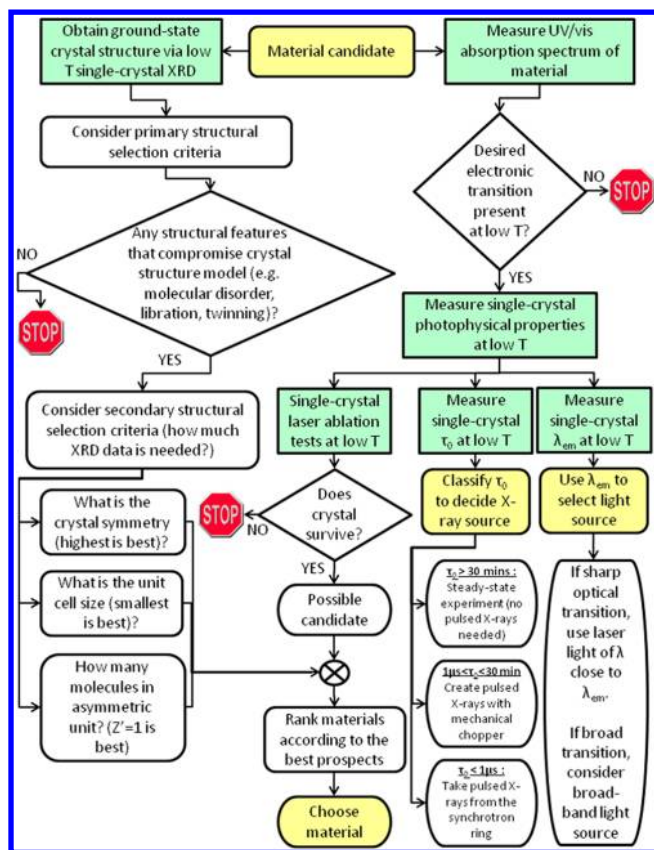 Obtain ground-state
crystal structure via low
T single-crystal XRD
Material candidate
Measure UV/vis
absorption spectrum of
material
Consider primary structural
selection criteria
Desired
electronic
transition
present
at low T?
NO
STOP
Any structural features
that compromise crystal
structure model (e.g.
molecular disorder,
libration, twinning)?
NO
STOP
YES
YES
Measure single-crystal
photophysical properties
at low T
Consider secondary structural
selection criteria (how much
XRD data is needed?)
Single-crystal
laser ablation
tests at low T
Measure
single-crystal
τ0 at low T
Measure
single-crystal
λem at low T
What is the
crystal symmetry
(highest is best)?
STOP
NO
Does
crystal
survive?
YES
Classify τ0
to decide X-
ray source
Use λem to
select light
source
What is the unit
cell size (smallest
is best)?
Possible
candidate
τ0 > 30 mins :
Steady-state
experiment (no
pulsed X-rays
needed)
If sharp
optical
transition,
use laser
light of λ
close to
λem.
If broad
transition,
consider
broad-
band light
source
How many
molecules in
asymmetric
unit? (Z'=1 is
best)
1μs<τ0<30 min
Create pulsed
X-rays with
mechanical
chopper
Rank materials
according to the
best prospects
τ0 < 1μs :
Take pulsed X-
rays from the
synchrotron
ring
Choose
material